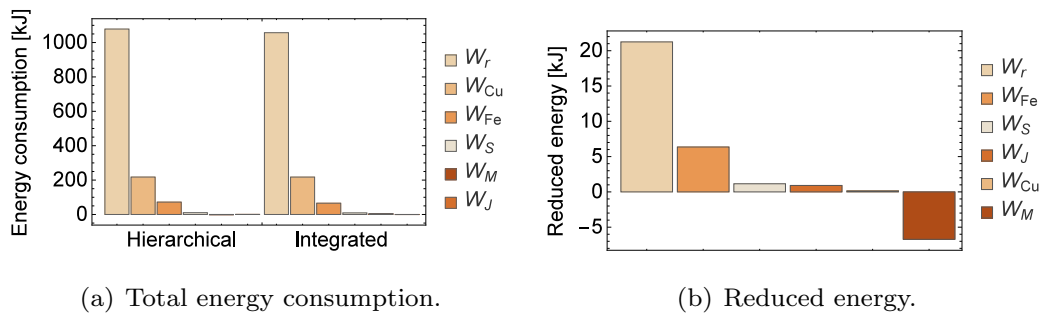 Energy consumption [kJ]
1000
800
600
400
200
0
Hierarchical Integrated
W_r
W_Cu
W_Fe
W_S
W_M
W_J
(a) Total energy consumption.
Reduced energy [kJ]
20
15
10
5
0
-5
W_r
W_Fe
W_S
W_J
W_Cu
W_M
(b) Reduced energy.